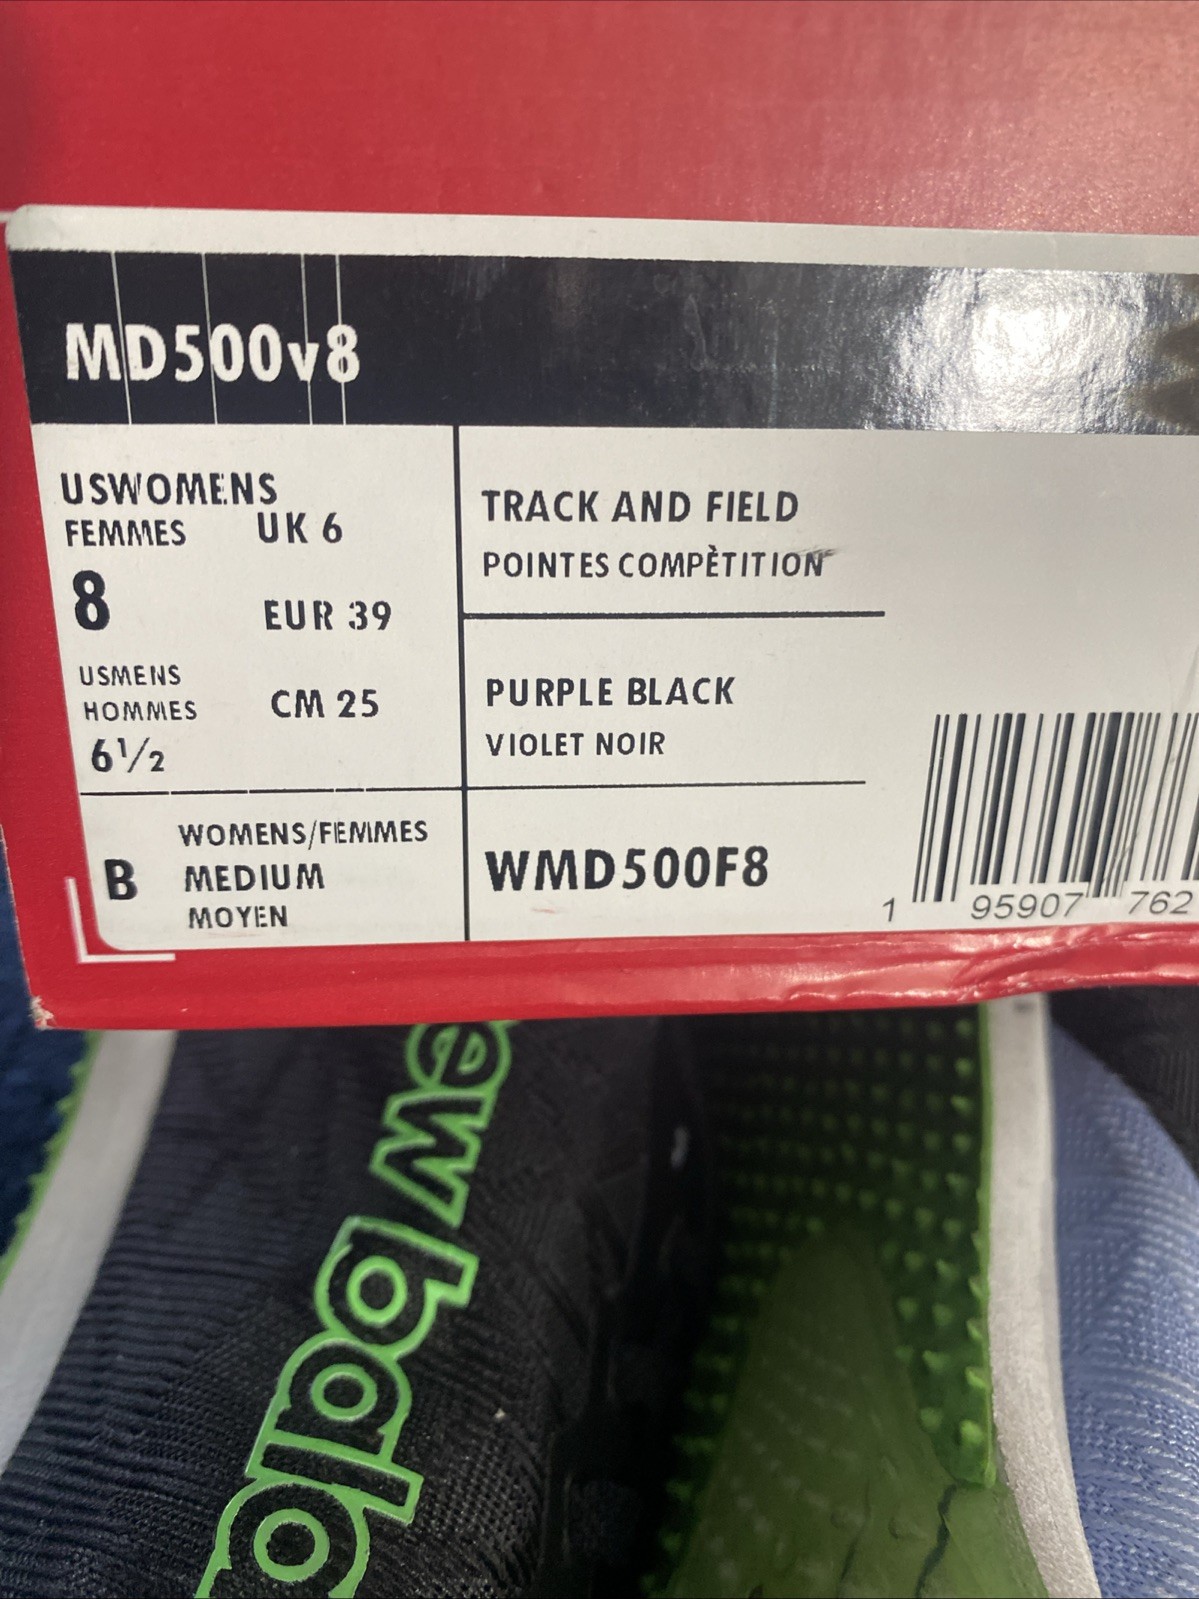 MD500v8
USWOMENS
FEMMES
8
UK 6
EUR 39
USMENS
HOMMES
6½
CM 25
B
WOMENS/FEMMES
MEDIUM
MOYEN
TRACK AND FIELD
POINTES COMPÈTITION
PURPLE BLACK
VIOLET NOIR
WMD500F8
1 95907 762
ew bala